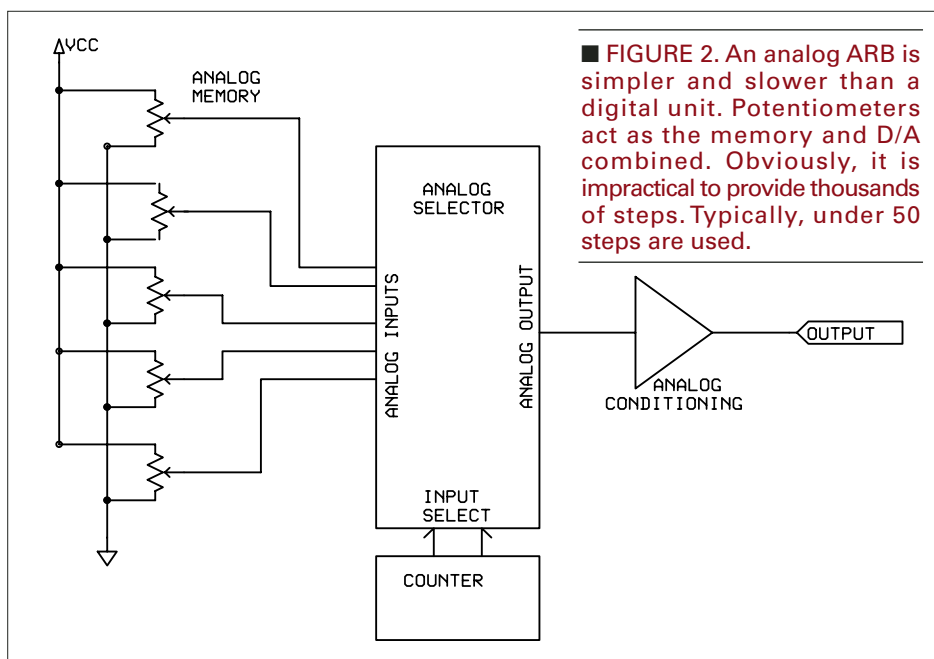 VCC
ANALOG
MEMORY
■ FIGURE 2. An analog ARB is
simpler and slower than a
digital unit. Potentiometers
act as the memory and D/A
combined. Obviously, it is
impractical to provide thousands
of steps. Typically, under 50
steps are used.
ANALOG
SELECTOR
ANALOG INPUTS
ANALOG OUTPUT
OUTPUT
ANALOG
CONDITIONING
INPUT
SELECT
COUNTER